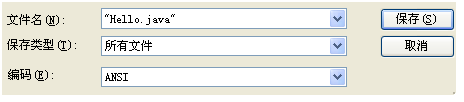 文件名(N): "Hello.java" 保存(S)
保存类型(T): 所有文件 取消
编码(E): ANSI